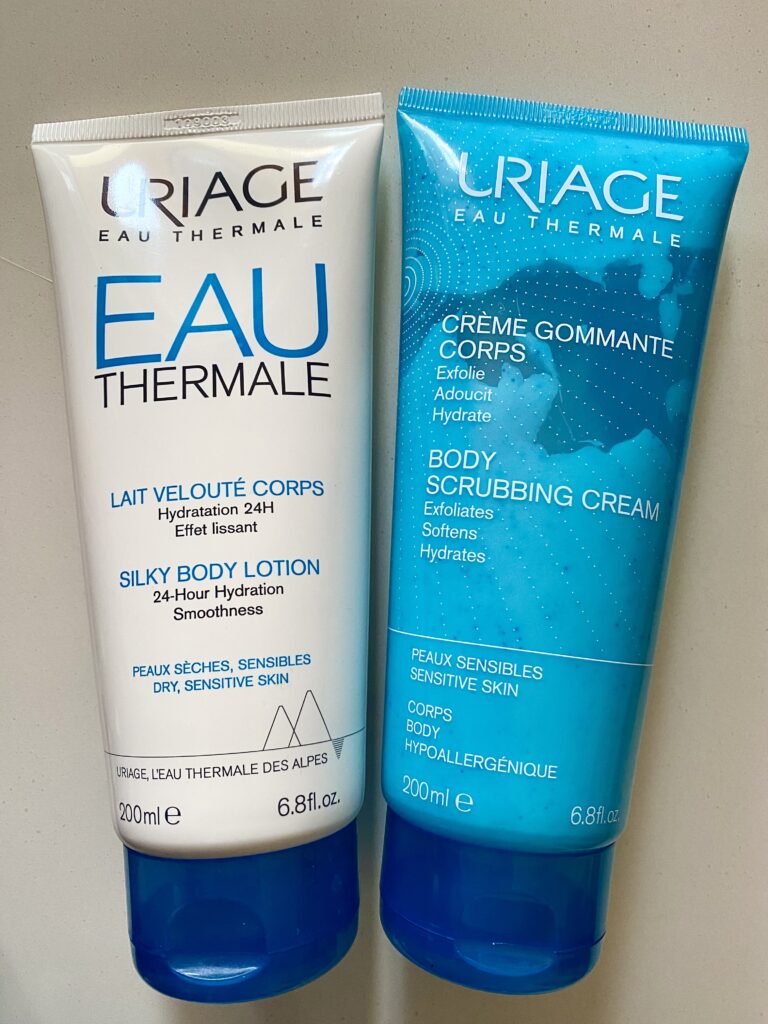 URIAGE
EAU THERMALE
EAU
THERMALE
LAIT VELOUTÉ CORPS
Hydratation 24H
Effet lissant
SILKY BODY LOTION
24-Hour Hydration
Smoothness
PEAUX SÈCHES, SENSIBLES
DRY, SENSITIVE SKIN
URIAGE, L'EAU THERMALE DES ALPES
200ml e
6.8fl.oz.
URIAGE
EAU THERMALE
CRÈME GOMMANTE
CORPS
Exfolie
Adoucit
Hydrate
BODY
SCRUBBING CREAM
Exfoliates
Softens
Hydrates
PEAUX SENSIBLES
SENSITIVE SKIN
CORPS
BODY
HYPOALLERGÉNIQUE
200ml e
6.8fl.oz.